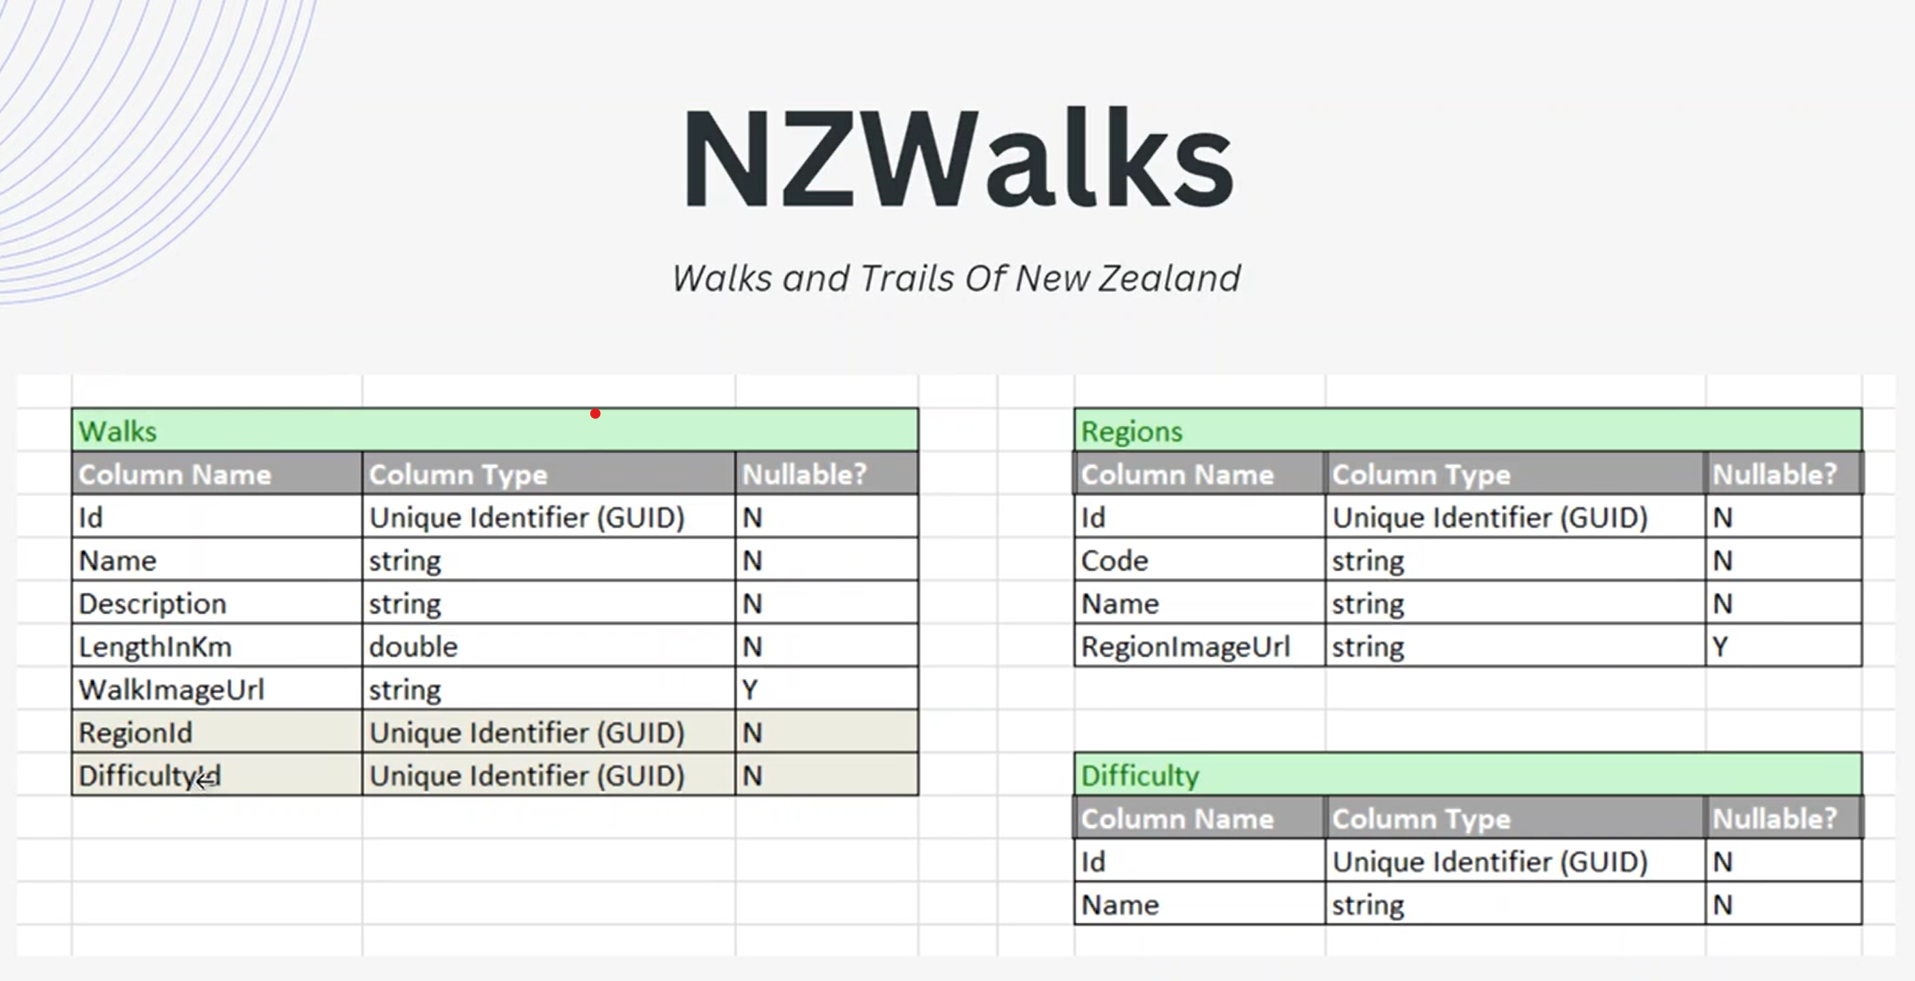 NZWalks
Walks and Trails Of New Zealand
Walks
Column Name Column Type Nullable?
Id Unique Identifier (GUID) N
Name string N
Description string N
LengthInKm double N
WalkImageUrl string Y
RegionId Unique Identifier (GUID) N
DifficultyId Unique Identifier (GUID) N
Regions
Column Name Column Type Nullable?
Id Unique Identifier (GUID) N
Code string N
Name string N
RegionImageUrl string Y
Difficulty
Column Name Column Type Nullable?
Id Unique Identifier (GUID) N
Name string N